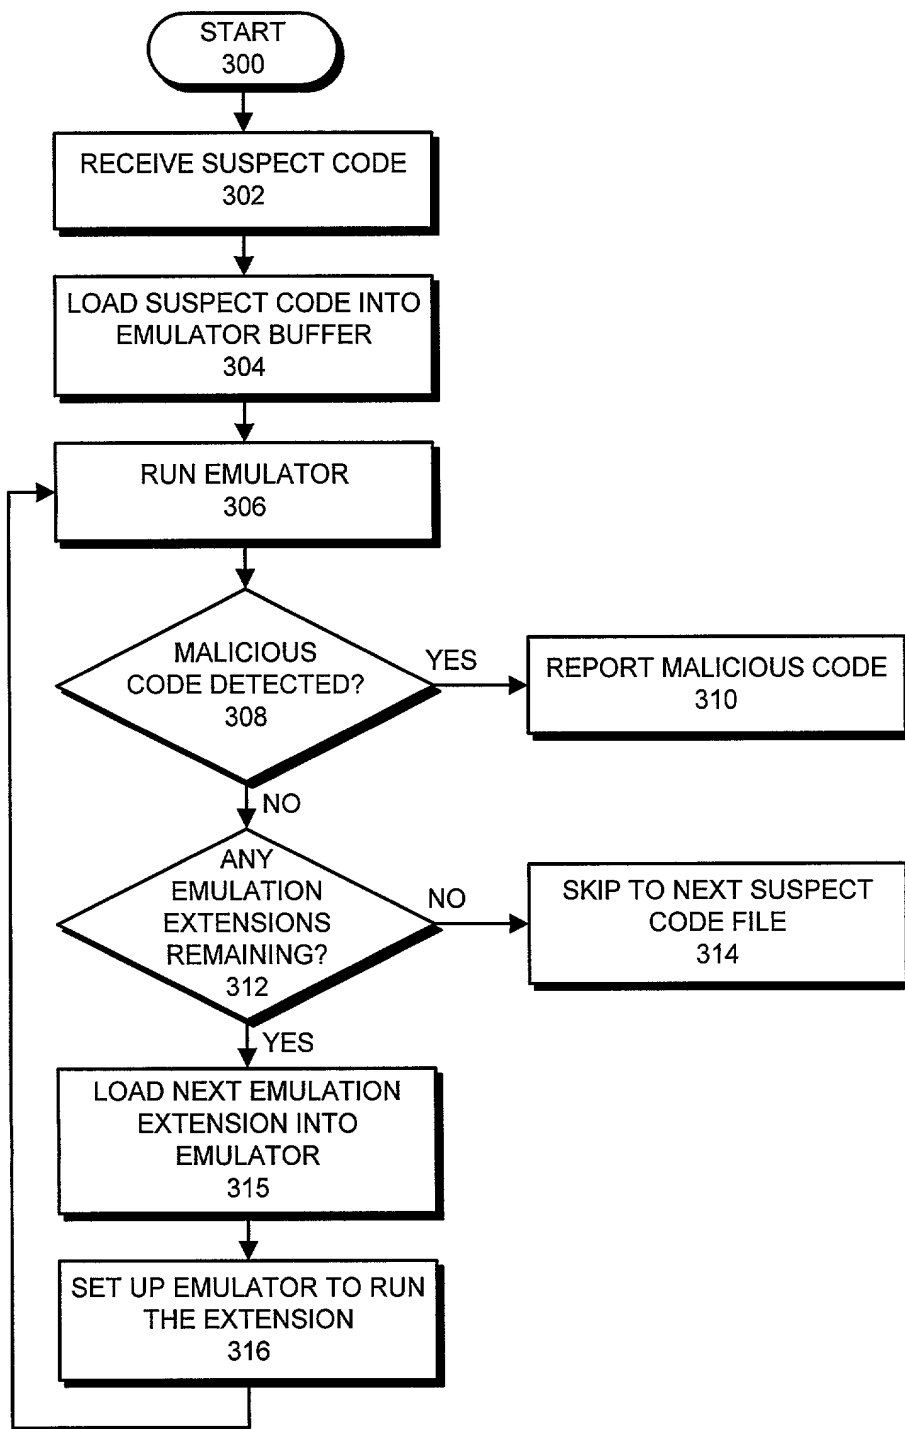 START
300
RECEIVE SUSPECT CODE
302
LOAD SUSPECT CODE INTO
EMULATOR BUFFER
304
RUN EMULATOR
306
MALICIOUS
CODE DETECTED?
308
YES
REPORT MALICIOUS CODE
310
NO
ANY
EMULATION
EXTENSIONS
REMAINING?
312
NO
SKIP TO NEXT SUSPECT
CODE FILE
314
YES
LOAD NEXT EMULATION
EXTENSION INTO
EMULATOR
315
SET UP EMULATOR TO RUN
THE EXTENSION
316